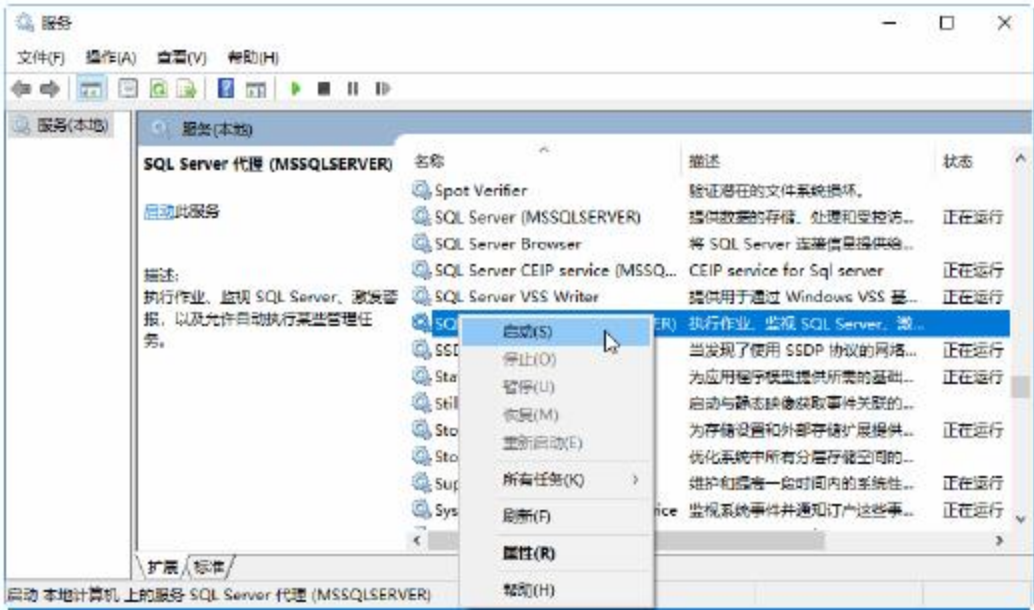 服务
文件(F) 操作(A) 查看(V) 帮助(H)
服务(本地)
服务(本地)
SQL Server 代理 (MSSQLSERVER)
启动此服务
描述:
执行作业、监视 SQL Server、激发警
报，以及允许自动执行某些管理任
务。
名称 描述 状态
Spot Verifier 验证潜在的文件系统损坏。
SQL Server (MSSQLSERVER) 提供数据的存储、处理和受控访... 正在运行
SQL Server Browser 将 SQL Server 连接信息提供给...
SQL Server CEIP service (MSSQ... CEIP service for Sql server 正在运行
SQL Server VSS Writer 提供用于通过 Windows VSS 基... 正在运行
SQ ER) 执行作业、监视 SQL Server、激...
SSD 当发现了使用 SSDP 协议的网络... 正在运行
Sta 为应用程序模型提供所需的基础... 正在运行
Still 启动与静态映像获取事件关联的...
Sto 为存储设置和外部存储扩展提供... 正在运行
Sto 优化系统中所有分层存储空间的...
Sup 维护和提高一段时间内的系统性... 正在运行
Sys rice 监视系统事件并通知订户这些事... 正在运行
启动(S)
停止(O)
暂停(U)
恢复(M)
重新启动(E)
所有任务(K)
刷新(F)
属性(R)
帮助(H)
扩展 标准
启动 本地计算机 上的服务 SQL Server 代理 (MSSQLSERVER)